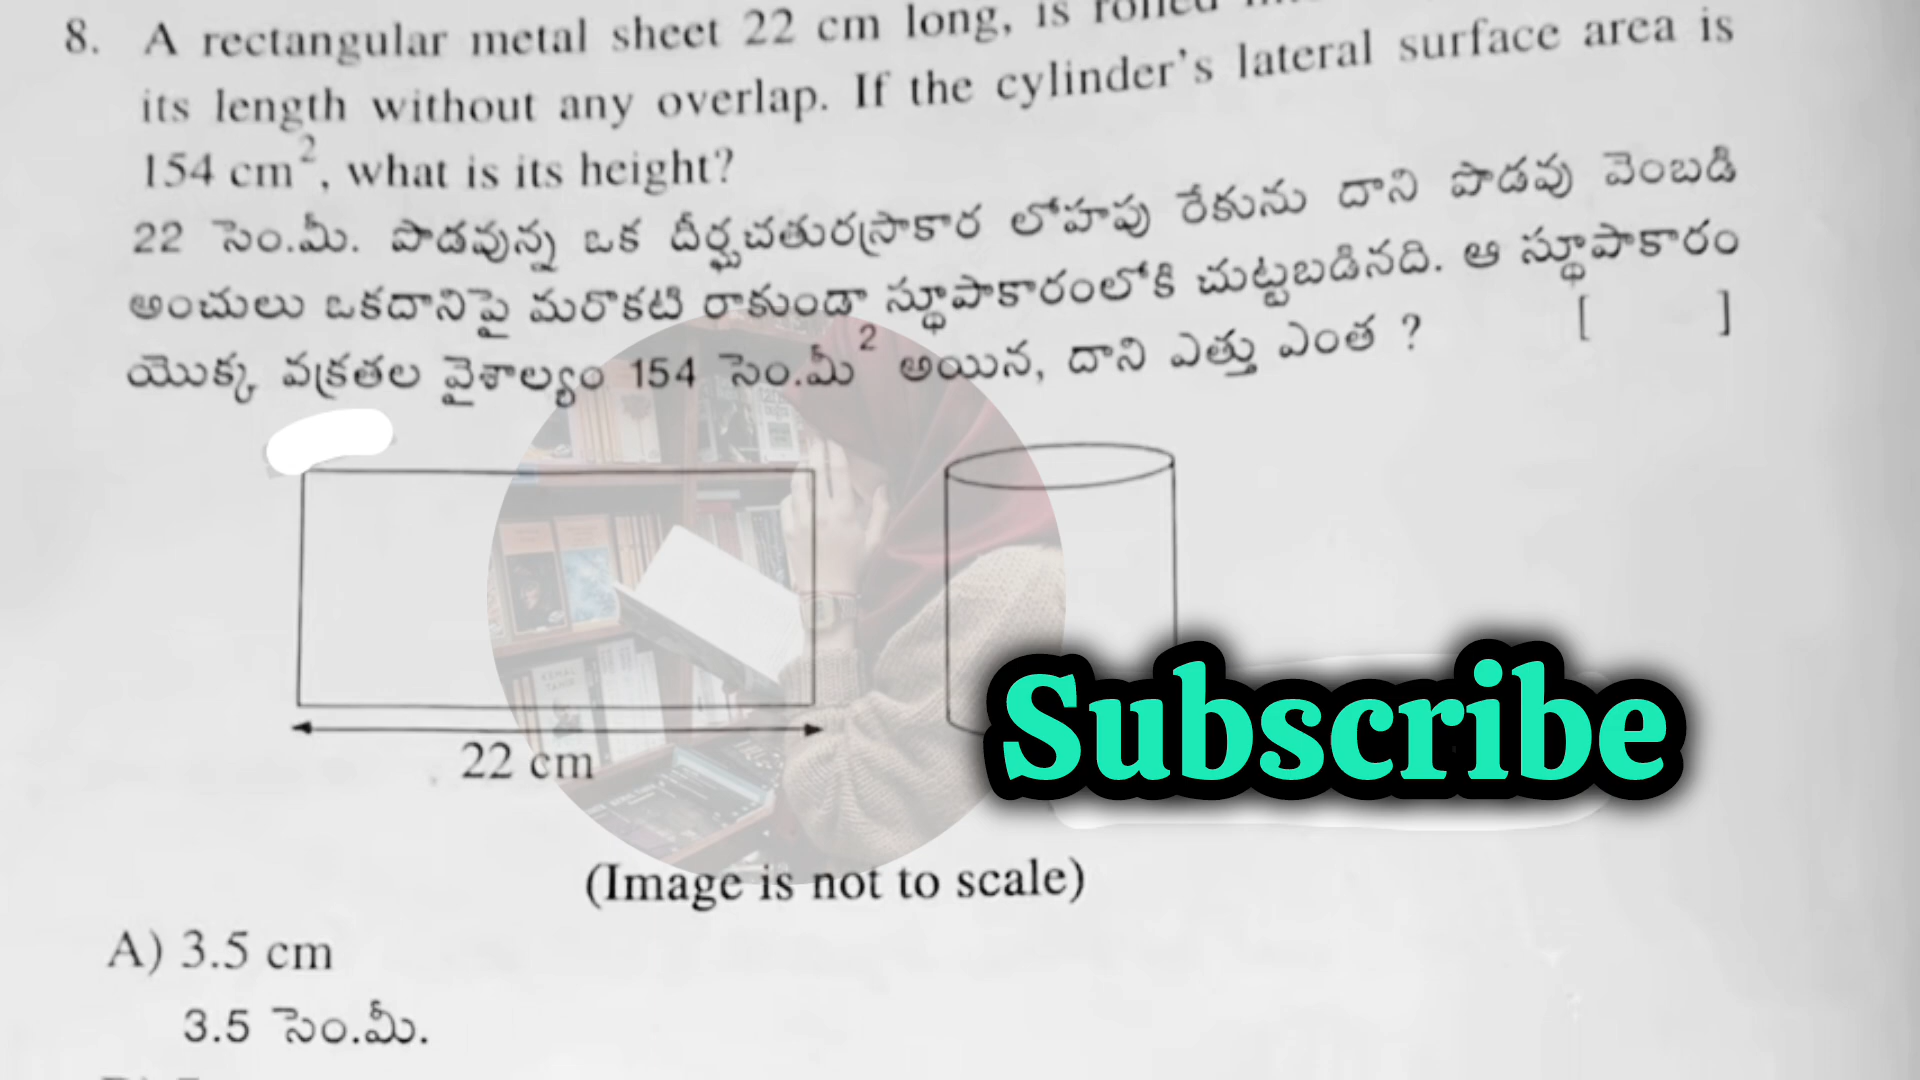 8. A rectangular metal sheet 22 cm long, is rolled
its length without any overlap. If the cylinder's lateral surface area is
154 cm², what is its height?
22 సెం.మీ. పొడవున్న ఒక దీర్ఘచతురస్రాకార లోహపు రేకును దాని పొడవు వెంబడి
అంచులు ఒకదానిపై మరొకటి రాకుండా స్థూపాకారంలోకి చుట్టబడినది. ఆ స్థూపాకారం
యొక్క వక్రతల వైశాల్యం 154 సెం.మీ² అయిన, దాని ఎత్తు ఎంత ? [ ]
KEMAL
TAHIR
22 cm
Subscribe
(Image is not to scale)
A) 3.5 cm
3.5 సెం.మీ.